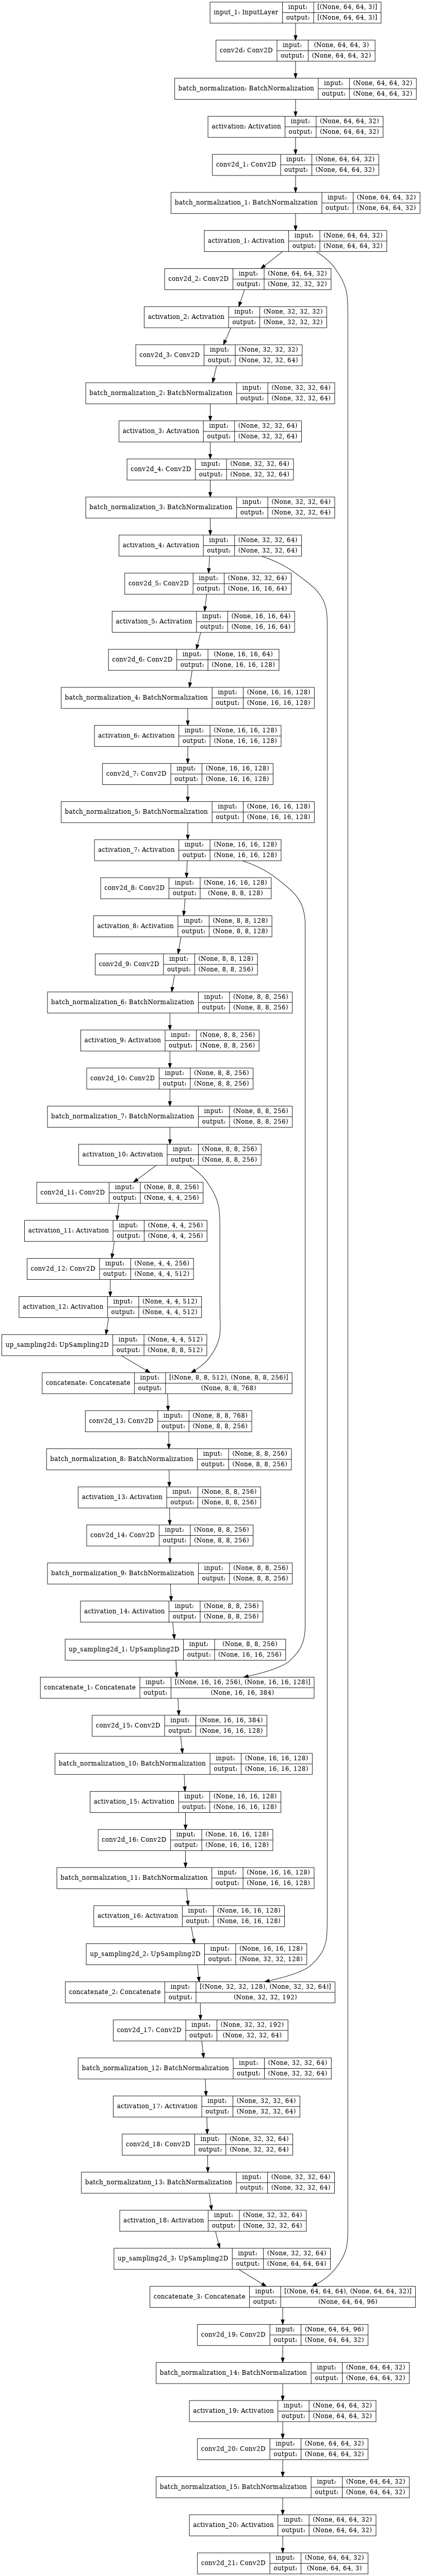 input_1: InputLayer
input: [(None, 64, 64, 3)]
output: [(None, 64, 64, 3)]
conv2d: Conv2D
input: (None, 64, 64, 3)
output: (None, 64, 64, 32)
batch_normalization: BatchNormalization
input: (None, 64, 64, 32)
output: (None, 64, 64, 32)
activation: Activation
input: (None, 64, 64, 32)
output: (None, 64, 64, 32)
conv2d_1: Conv2D
input: (None, 64, 64, 32)
output: (None, 64, 64, 32)
batch_normalization_1: BatchNormalization
input: (None, 64, 64, 32)
output: (None, 64, 64, 32)
activation_1: Activation
input: (None, 64, 64, 32)
output: (None, 64, 64, 32)
conv2d_2: Conv2D
input: (None, 64, 64, 32)
output: (None, 32, 32, 32)
activation_2: Activation
input: (None, 32, 32, 32)
output: (None, 32, 32, 32)
conv2d_3: Conv2D
input: (None, 32, 32, 32)
output: (None, 32, 32, 64)
batch_normalization_2: BatchNormalization
input: (None, 32, 32, 64)
output: (None, 32, 32, 64)
activation_3: Activation
input: (None, 32, 32, 64)
output: (None, 32, 32, 64)
conv2d_4: Conv2D
input: (None, 32, 32, 64)
output: (None, 32, 32, 64)
batch_normalization_3: BatchNormalization
input: (None, 32, 32, 64)
output: (None, 32, 32, 64)
activation_4: Activation
input: (None, 32, 32, 64)
output: (None, 32, 32, 64)
conv2d_5: Conv2D
input: (None, 32, 32, 64)
output: (None, 16, 16, 64)
activation_5: Activation
input: (None, 16, 16, 64)
output: (None, 16, 16, 64)
conv2d_6: Conv2D
input: (None, 16, 16, 64)
output: (None, 16, 16, 128)
batch_normalization_4: BatchNormalization
input: (None, 16, 16, 128)
output: (None, 16, 16, 128)
activation_6: Activation
input: (None, 16, 16, 128)
output: (None, 16, 16, 128)
conv2d_7: Conv2D
input: (None, 16, 16, 128)
output: (None, 16, 16, 128)
batch_normalization_5: BatchNormalization
input: (None, 16, 16, 128)
output: (None, 16, 16, 128)
activation_7: Activation
input: (None, 16, 16, 128)
output: (None, 16, 16, 128)
conv2d_8: Conv2D
input: (None, 16, 16, 128)
output: (None, 8, 8, 128)
activation_8: Activation
input: (None, 8, 8, 128)
output: (None, 8, 8, 128)
conv2d_9: Conv2D
input: (None, 8, 8, 128)
output: (None, 8, 8, 256)
batch_normalization_6: BatchNormalization
input: (None, 8, 8, 256)
output: (None, 8, 8, 256)
activation_9: Activation
input: (None, 8, 8, 256)
output: (None, 8, 8, 256)
conv2d_10: Conv2D
input: (None, 8, 8, 256)
output: (None, 8, 8, 256)
batch_normalization_7: BatchNormalization
input: (None, 8, 8, 256)
output: (None, 8, 8, 256)
activation_10: Activation
input: (None, 8, 8, 256)
output: (None, 8, 8, 256)
conv2d_11: Conv2D
input: (None, 8, 8, 256)
output: (None, 4, 4, 256)
activation_11: Activation
input: (None, 4, 4, 256)
output: (None, 4, 4, 256)
conv2d_12: Conv2D
input: (None, 4, 4, 256)
output: (None, 4, 4, 512)
activation_12: Activation
input: (None, 4, 4, 512)
output: (None, 4, 4, 512)
up_sampling2d: UpSampling2D
input: (None, 4, 4, 512)
output: (None, 8, 8, 512)
concatenate: Concatenate
input: [(None, 8, 8, 512), (None, 8, 8, 256)]
output: (None, 8, 8, 768)
conv2d_13: Conv2D
input: (None, 8, 8, 768)
output: (None, 8, 8, 256)
batch_normalization_8: BatchNormalization
input: (None, 8, 8, 256)
output: (None, 8, 8, 256)
activation_13: Activation
input: (None, 8, 8, 256)
output: (None, 8, 8, 256)
conv2d_14: Conv2D
input: (None, 8, 8, 256)
output: (None, 8, 8, 256)
batch_normalization_9: BatchNormalization
input: (None, 8, 8, 256)
output: (None, 8, 8, 256)
activation_14: Activation
input: (None, 8, 8, 256)
output: (None, 8, 8, 256)
up_sampling2d_1: UpSampling2D
input: (None, 8, 8, 256)
output: (None, 16, 16, 256)
concatenate_1: Concatenate
input: [(None, 16, 16, 256), (None, 16, 16, 128)]
output: (None, 16, 16, 384)
conv2d_15: Conv2D
input: (None, 16, 16, 384)
output: (None, 16, 16, 128)
batch_normalization_10: BatchNormalization
input: (None, 16, 16, 128)
output: (None, 16, 16, 128)
activation_15: Activation
input: (None, 16, 16, 128)
output: (None, 16, 16, 128)
conv2d_16: Conv2D
input: (None, 16, 16, 128)
output: (None, 16, 16, 128)
batch_normalization_11: BatchNormalization
input: (None, 16, 16, 128)
output: (None, 16, 16, 128)
activation_16: Activation
input: (None, 16, 16, 128)
output: (None, 16, 16, 128)
up_sampling2d_2: UpSampling2D
input: (None, 16, 16, 128)
output: (None, 32, 32, 128)
concatenate_2: Concatenate
input: [(None, 32, 32, 128), (None, 32, 32, 64)]
output: (None, 32, 32, 192)
conv2d_17: Conv2D
input: (None, 32, 32, 192)
output: (None, 32, 32, 64)
batch_normalization_12: BatchNormalization
input: (None, 32, 32, 64)
output: (None, 32, 32, 64)
activation_17: Activation
input: (None, 32, 32, 64)
output: (None, 32, 32, 64)
conv2d_18: Conv2D
input: (None, 32, 32, 64)
output: (None, 32, 32, 64)
batch_normalization_13: BatchNormalization
input: (None, 32, 32, 64)
output: (None, 32, 32, 64)
activation_18: Activation
input: (None, 32, 32, 64)
output: (None, 32, 32, 64)
up_sampling2d_3: UpSampling2D
input: (None, 32, 32, 64)
output: (None, 64, 64, 64)
concatenate_3: Concatenate
input: [(None, 64, 64, 64), (None, 64, 64, 32)]
output: (None, 64, 64, 96)
conv2d_19: Conv2D
input: (None, 64, 64, 96)
output: (None, 64, 64, 32)
batch_normalization_14: BatchNormalization
input: (None, 64, 64, 32)
output: (None, 64, 64, 32)
activation_19: Activation
input: (None, 64, 64, 32)
output: (None, 64, 64, 32)
conv2d_20: Conv2D
input: (None, 64, 64, 32)
output: (None, 64, 64, 32)
batch_normalization_15: BatchNormalization
input: (None, 64, 64, 32)
output: (None, 64, 64, 32)
activation_20: Activation
input: (None, 64, 64, 32)
output: (None, 64, 64, 32)
conv2d_21: Conv2D
input: (None, 64, 64, 32)
output: (None, 64, 64, 3)